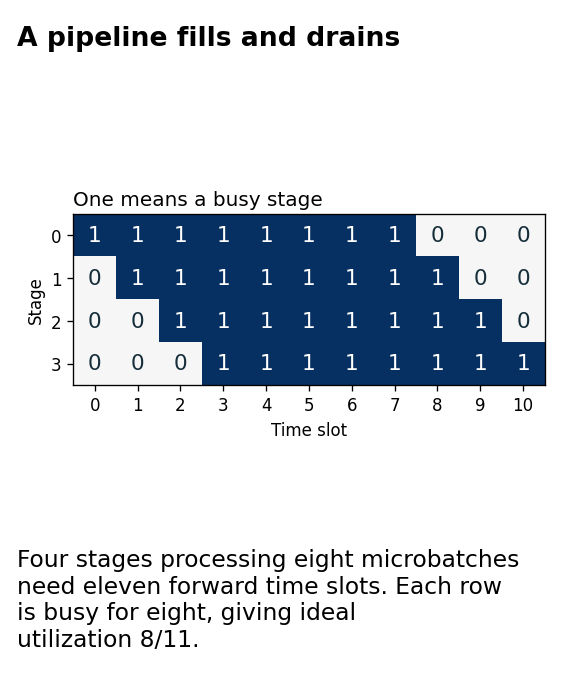 A pipeline fills and drains
One means a busy stage
0 1 1 1 1 1 1 1 1 0 0 0
1 0 1 1 1 1 1 1 1 1 0 0
2 0 0 1 1 1 1 1 1 1 1 0
3 0 0 0 1 1 1 1 1 1 1 1
Stage
0 1 2 3 4 5 6 7 8 9 10
Time slot
Four stages processing eight microbatches
need eleven forward time slots. Each row
is busy for eight, giving ideal
utilization 8/11.